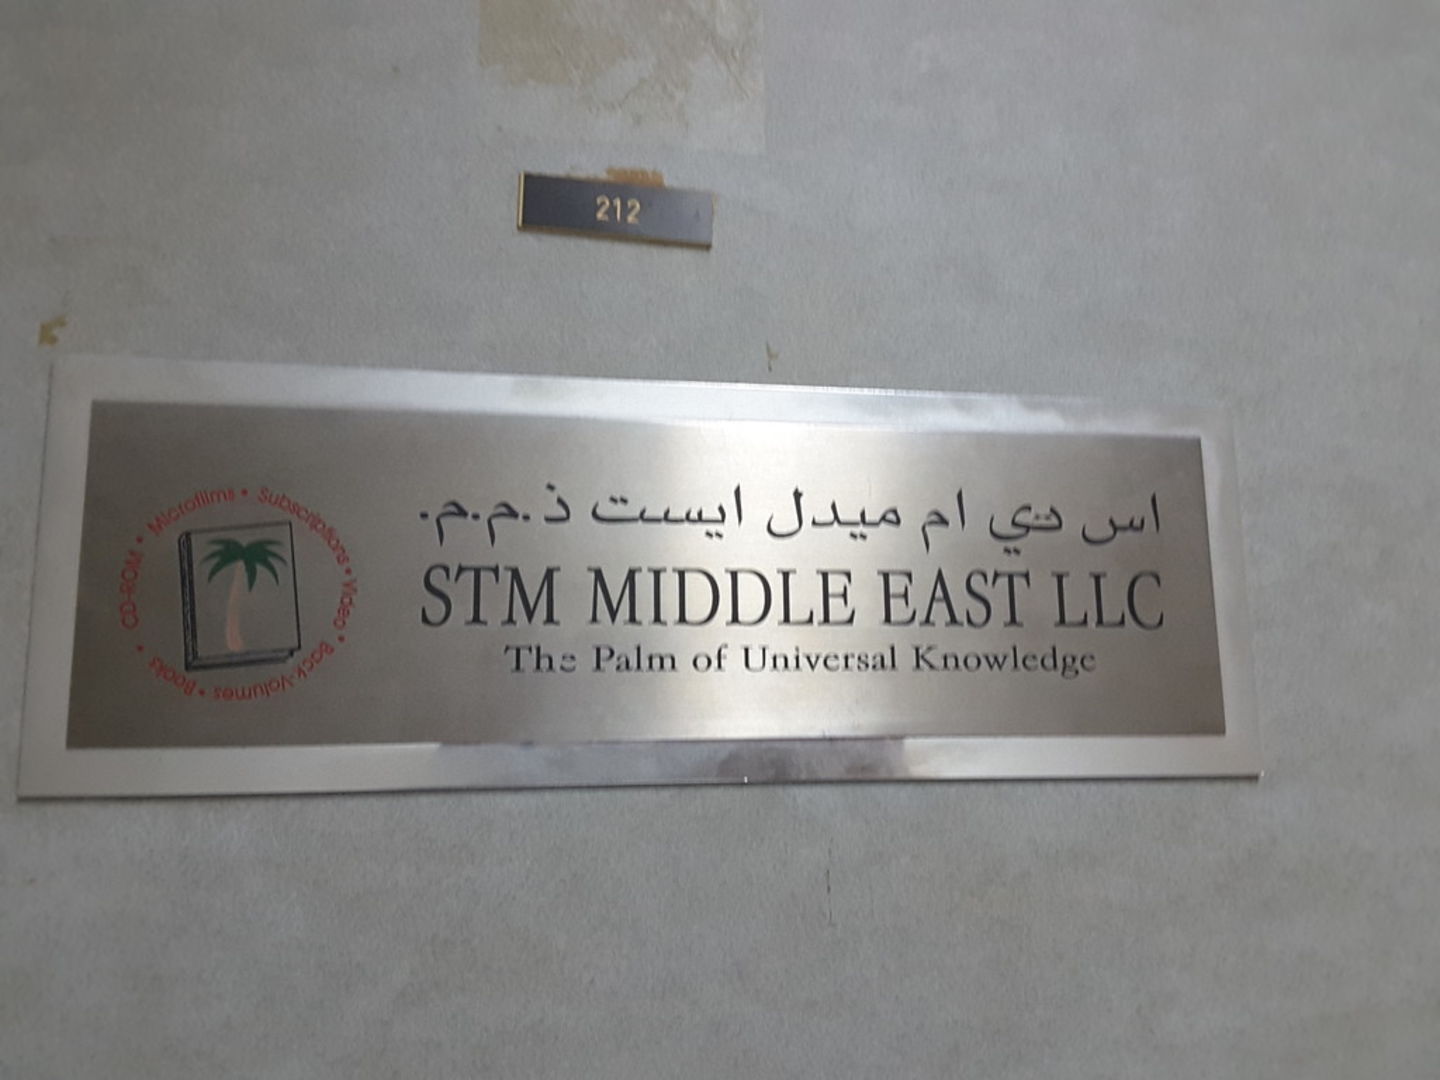 212
اس تي ام ميدل ايست ذ.م.م.
STM MIDDLE EAST LLC
The Palm of Universal Knowledge
CD-ROM • Microfilms • Subscriptions • Video • Back-Volumes • Books •